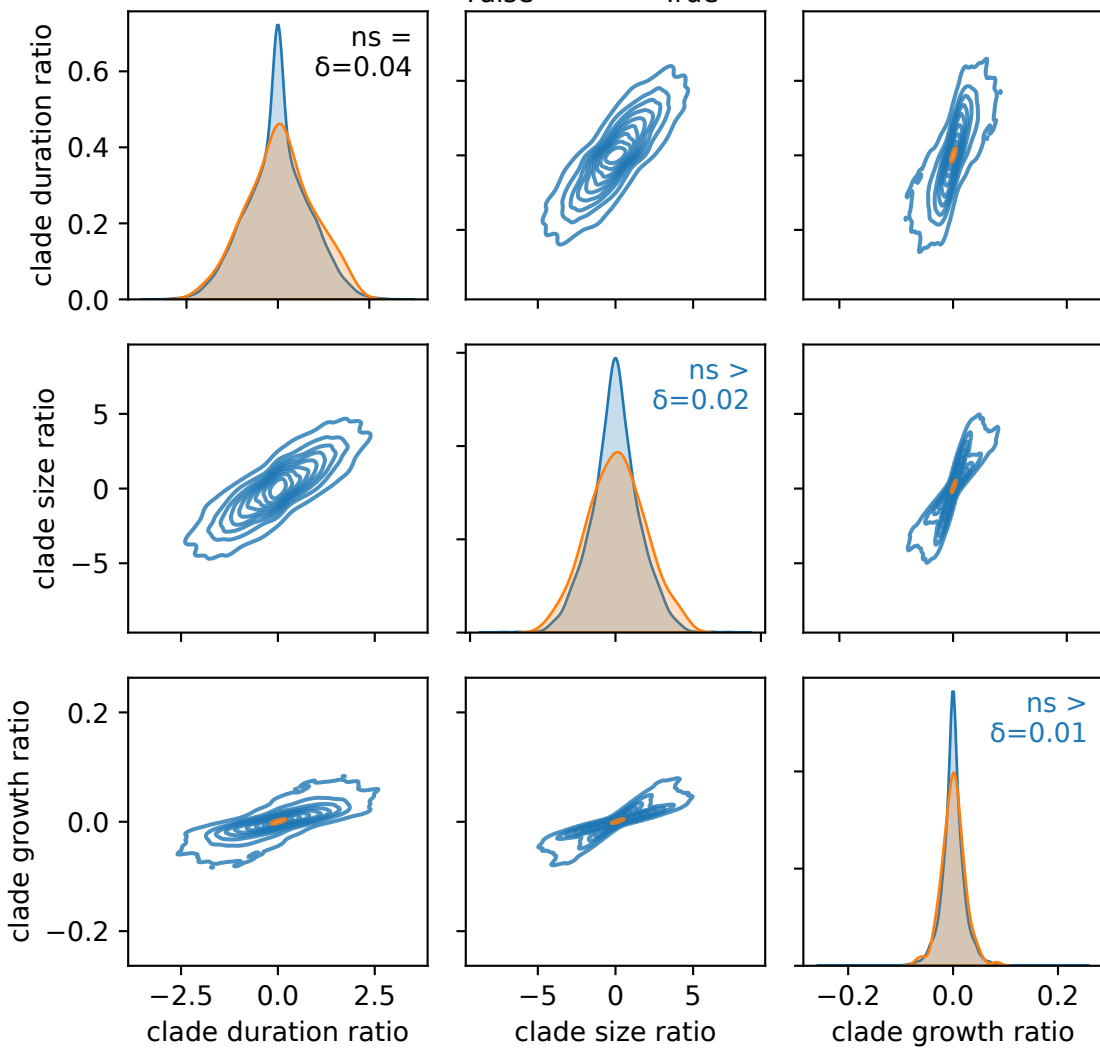 clade duration ratio
0.6
0.4
0.2
0.0
ns =
δ=0.04
clade size ratio
5
0
−5
ns >
δ=0.02
clade growth ratio
0.2
0.0
−0.2
ns >
δ=0.01
−2.5 0.0 2.5
−5 0 5
−0.2 0.0 0.2
clade duration ratio
clade size ratio
clade growth ratio